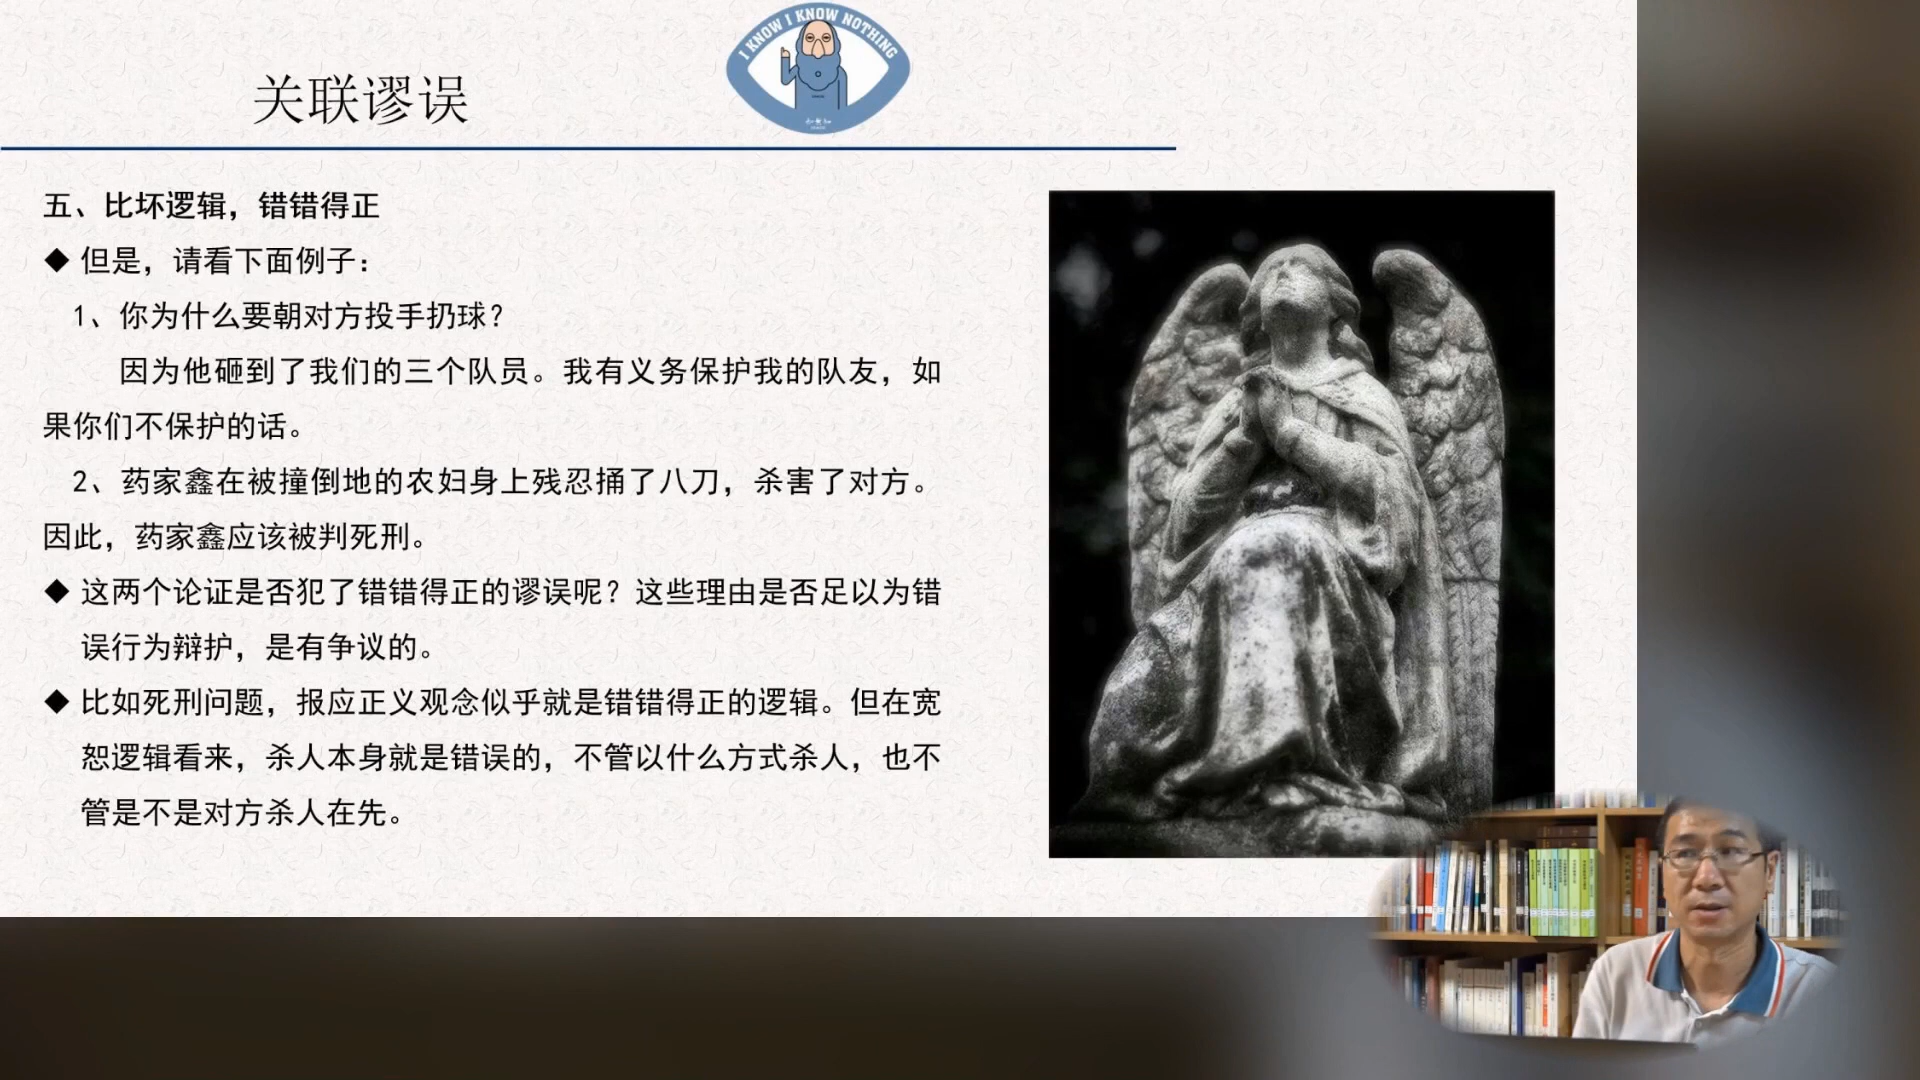 I KNOW I KNOW NOTHING
关联谬误
五、比坏逻辑，错错得正
◆ 但是，请看下面例子：
1、你为什么要朝对方投手扔球？
因为他砸到了我们的三个队员。我有义务保护我的队友，如
果你们不保护的话。
2、药家鑫在被撞倒地的农妇身上残忍捅了八刀，杀害了对方。
因此，药家鑫应该被判死刑。
◆ 这两个论证是否犯了错错得正的谬误呢？这些理由是否足以为错
误行为辩护，是有争议的。
◆ 比如死刑问题，报应正义观念似乎就是错错得正的逻辑。但在宽
恕逻辑看来，杀人本身就是错误的，不管以什么方式杀人，也不
管是不是对方杀人在先。